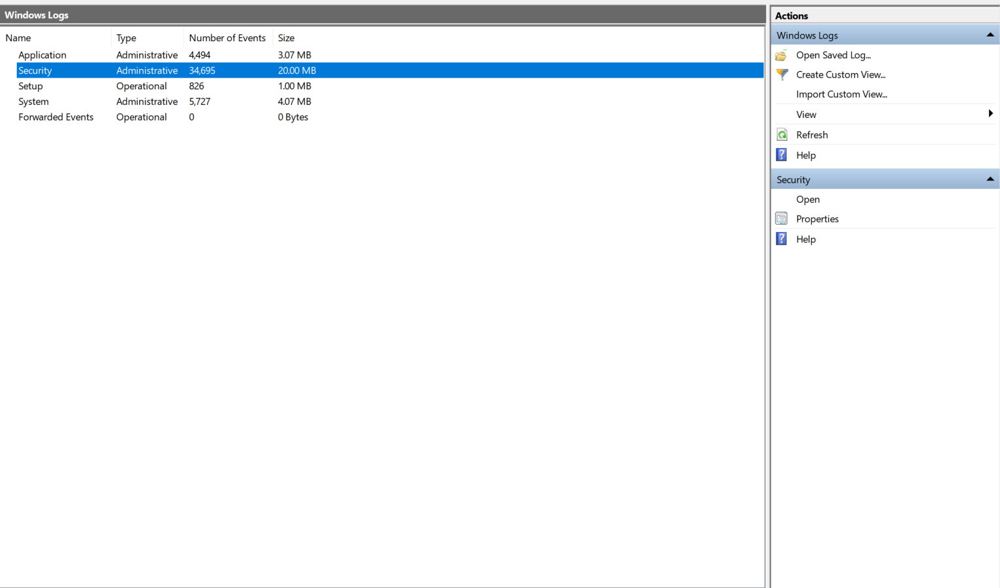 Windows Logs
Name Type Number of Events Size
Application Administrative 4,494 3.07 MB
Security Administrative 34,695 20.00 MB
Setup Operational 826 1.00 MB
System Administrative 5,727 4.07 MB
Forwarded Events Operational 0 0 Bytes
Actions
Windows Logs
Open Saved Log...
Create Custom View...
Import Custom View...
View
Refresh
Help
Security
Open
Properties
Help